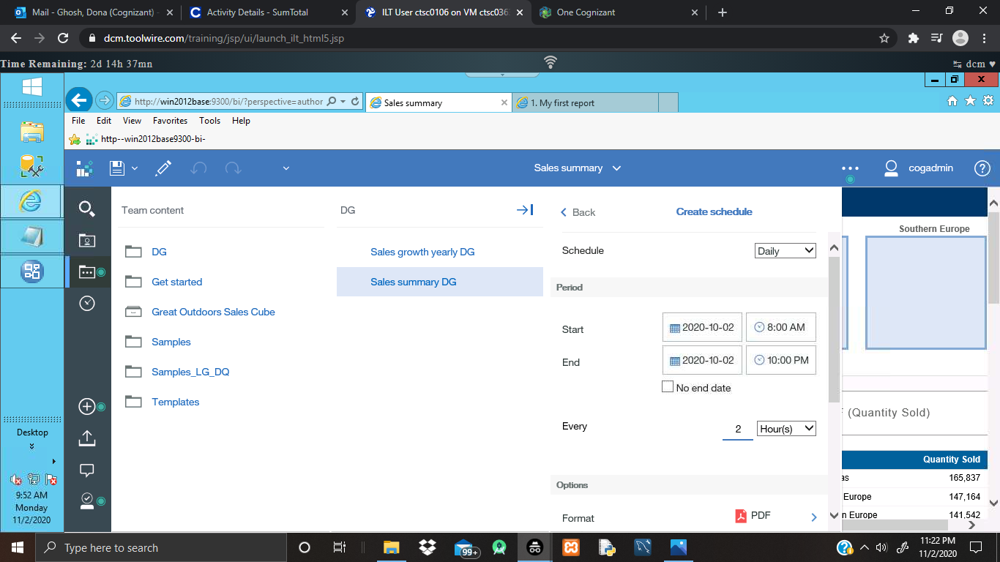 Mail - Ghosh, Dona (Cognizant) -
Activity Details - SumTotal
ILT User ctsc0106 on VM ctsc036
One Cognizant
dcm.toolwire.com/training/jsp/ui/launch_ilt_html5.jsp
Time Remaining: 2d 14h 37mn
dcm
http://win2012base:9300/bi/?perspective=author
Sales summary
1. My first report
File Edit View Favorites Tools Help
http--win2012base9300-bi-
Sales summary
cogadmin
Team content
DG
Get started
Great Outdoors Sales Cube
Samples
Samples_LG_DQ
Templates
DG
Sales growth yearly DG
Sales summary DG
Back
Create schedule
Schedule
Daily
Period
Start
2020-10-02
8:00 AM
End
2020-10-02
10:00 PM
No end date
Every
2
Hour(s)
Options
Format
PDF
Southern Europe
(Quantity Sold)
Quantity Sold
as 165,837
Europe 147,164
n Europe 141,542
Desktop
9:52 AM
Monday
11/2/2020
Type here to search
99+
11:22 PM
11/2/2020